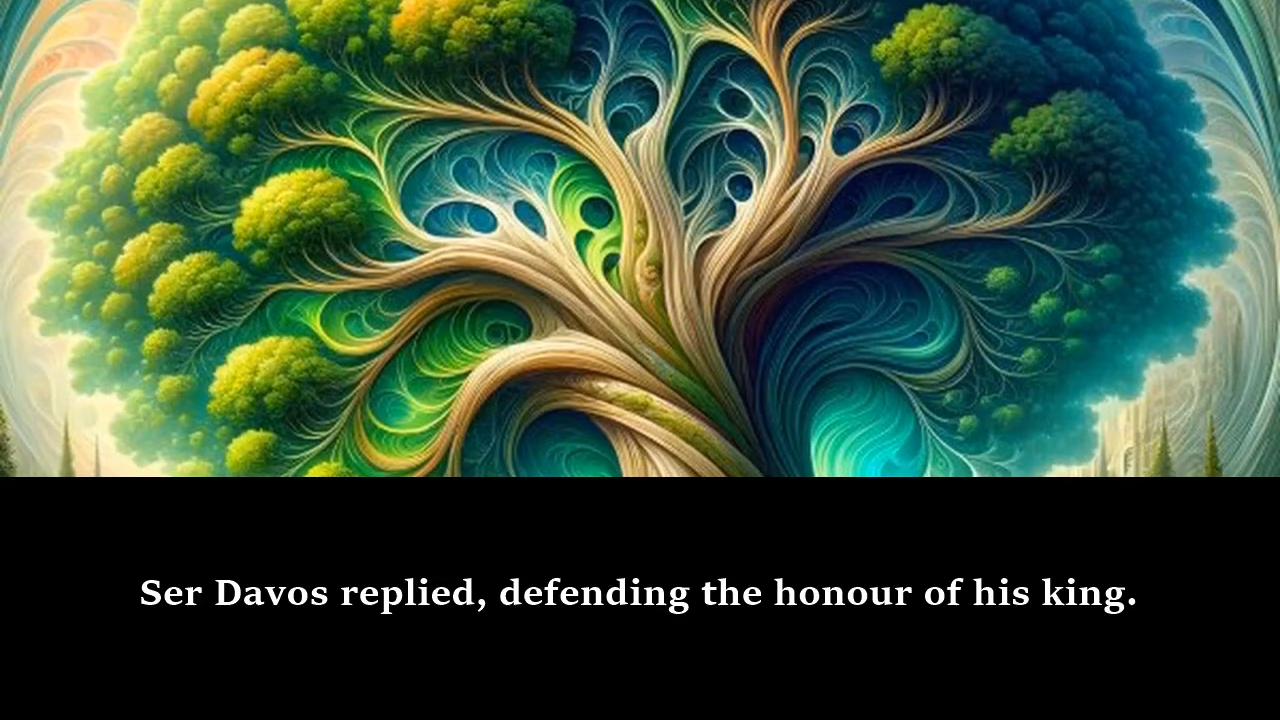 Ser Davos replied, defending the honour of his king.